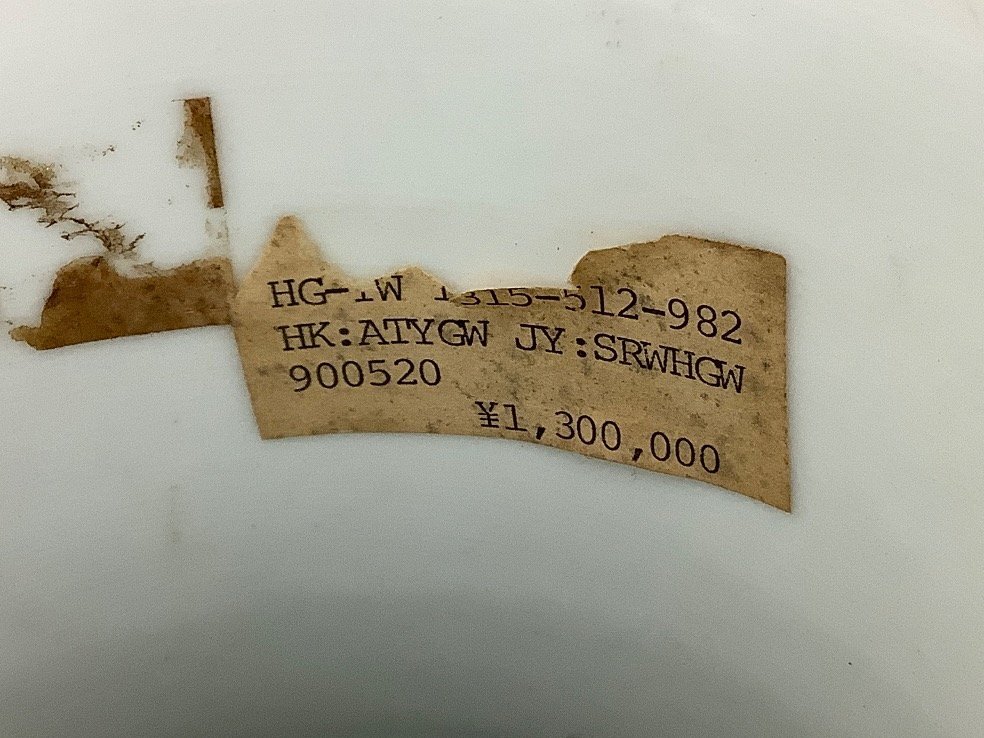 HG-1W 1315-512-982
HK:ATYGW JY:SRWHGW
900520
¥1,300,000